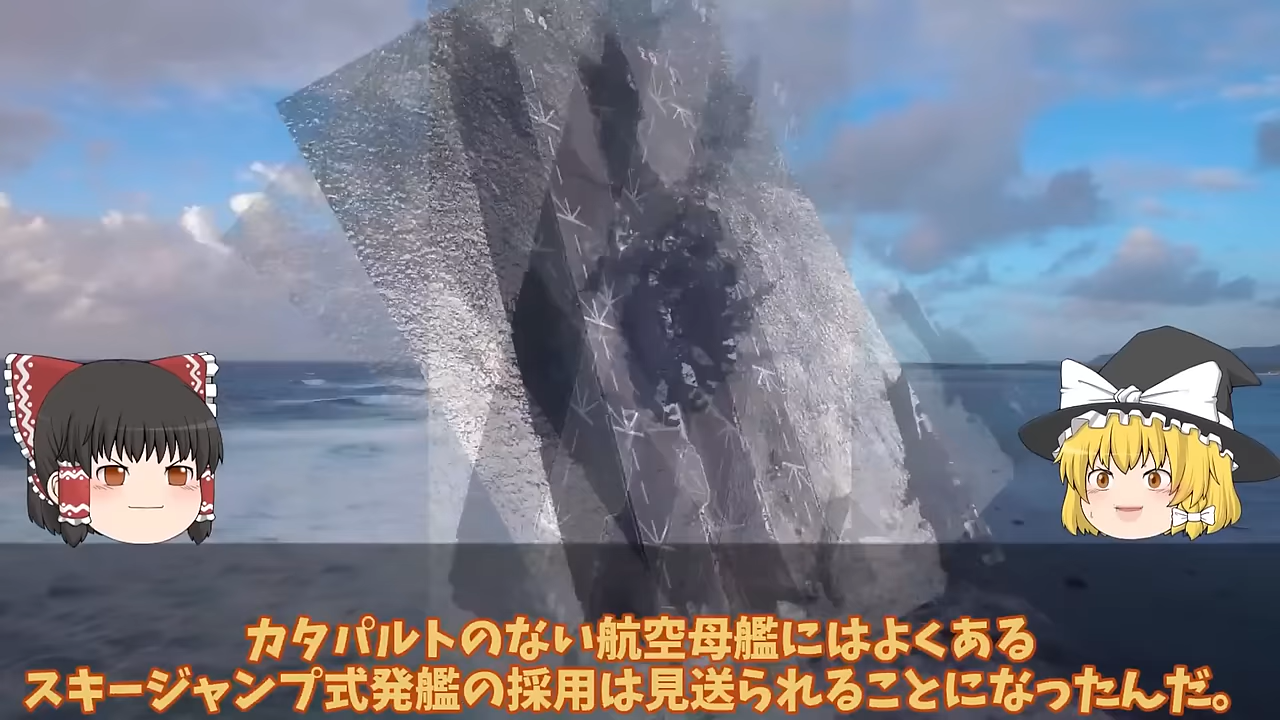 カタパルトのない航空母艦にはよくある
スキージャンプ式発艦の採用は見送られることになったんだ。